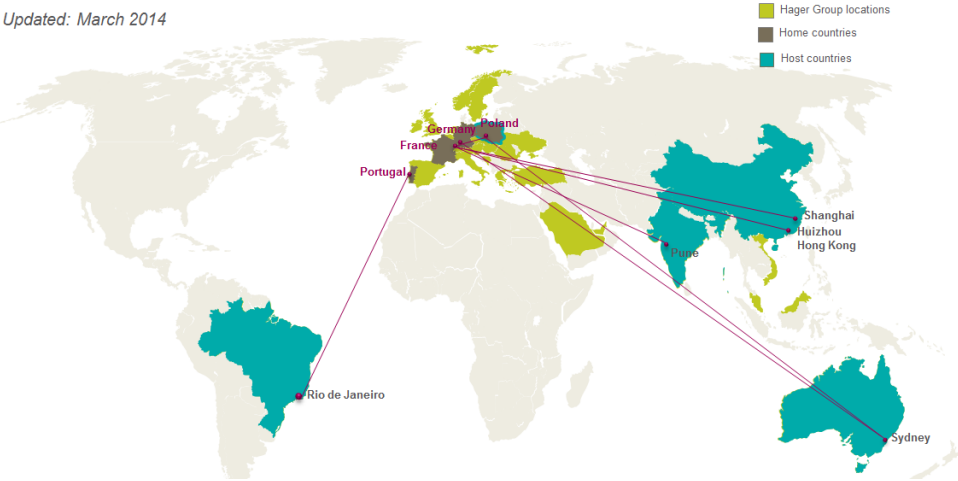 Updated: March 2014
Hager Group locations
Home countries
Host countries
Poland
Germany
France
Portugal
Shanghai
Huizhou
Hong Kong
Pune
Rio de Janeiro
Sydney